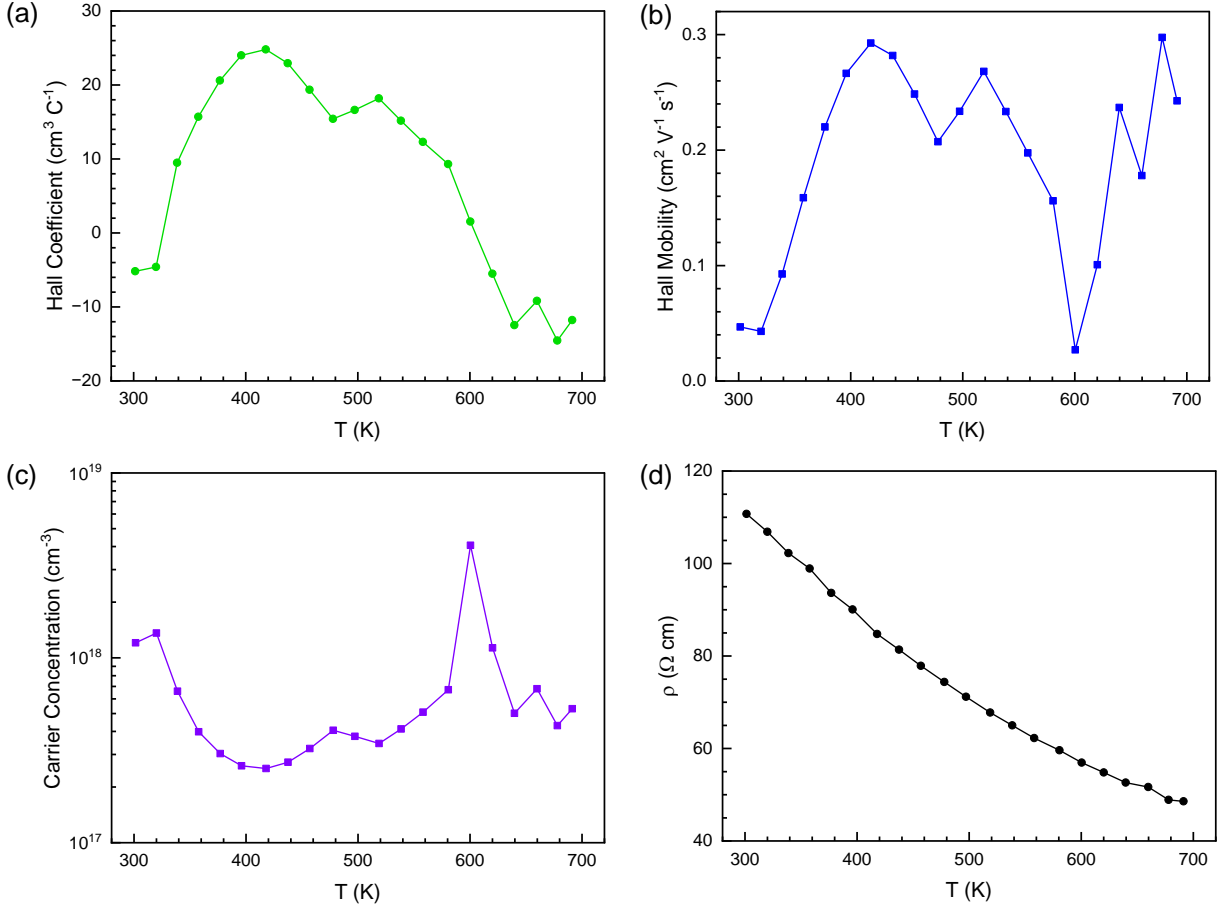 (a)
30
20
10
0
−10
−20
Hall Coefficient (cm³ C⁻¹)
300 400 500 600 700
T (K)
(b)
0.3
0.2
0.1
0.0
Hall Mobility (cm² V⁻¹ s⁻¹)
300 400 500 600 700
T (K)
(c)
10¹⁹
10¹⁸
10¹⁷
Carrier Concentration (cm⁻³)
300 400 500 600 700
T (K)
(d)
120
100
80
60
40
ρ (Ω cm)
300 400 500 600 700
T (K)